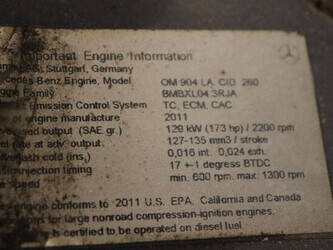 Important Engine Information
Stuttgart, Germany
Benz Engine, Model OM 904 LA CID 260
Family BMBXL04.3RJA
Emission Control System TC, ECM, CAC
of engine manufacture 2011
output (SAE gr.) 129 kW (173 hp) / 2200 rpm
rate at adv. output 127-135 mm3 / stroke
lash cold (ins.) 0,016 int. 0,024 exh.
injection timing 17 +-1 degree BTDC
speed min. 600 rpm, max. 1300 rpm
engine conforms to 2011 U.S. EPA, California and Canada
for large nonroad compression-ignition engines.
is certified to be operated on diesel fuel